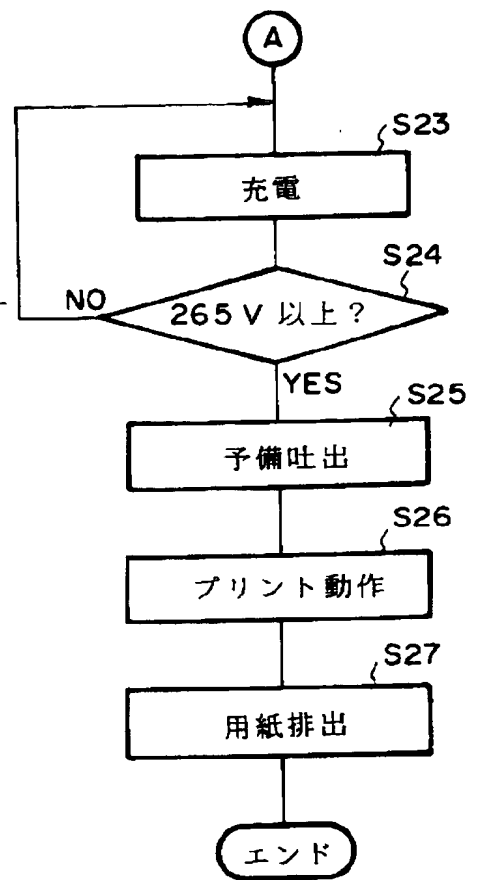 A
S23
充電
S24
NO
265V 以上?
YES
S25
予備吐出
S26
プリント動作
S27
用紙排出
エンド